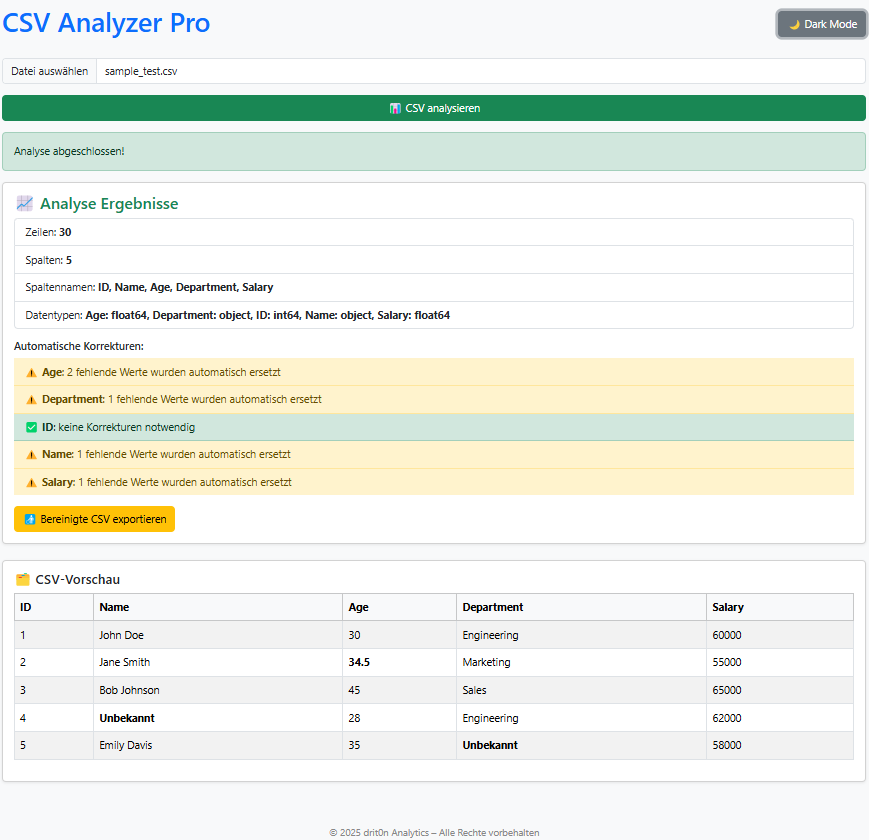 CSV Analyzer Pro
🌙 Dark Mode
Datei auswählen sample_test.csv
📊 CSV analysieren
Analyse abgeschlossen!
📈 Analyse Ergebnisse
Zeilen: 30
Spalten: 5
Spaltennamen: ID, Name, Age, Department, Salary
Datentypen: Age: float64, Department: object, ID: int64, Name: object, Salary: float64
Automatische Korrekturen:
⚠️ Age: 2 fehlende Werte wurden automatisch ersetzt
⚠️ Department: 1 fehlende Werte wurden automatisch ersetzt
✅ ID: keine Korrekturen notwendig
⚠️ Name: 1 fehlende Werte wurden automatisch ersetzt
⚠️ Salary: 1 fehlende Werte wurden automatisch ersetzt
Bereinigte CSV exportieren
🗂️ CSV-Vorschau
ID Name Age Department Salary
1 John Doe 30 Engineering 60000
2 Jane Smith 34.5 Marketing 55000
3 Bob Johnson 45 Sales 65000
4 Unbekannt 28 Engineering 62000
5 Emily Davis 35 Unbekannt 58000
© 2025 drit0n Analytics – Alle Rechte vorbehalten